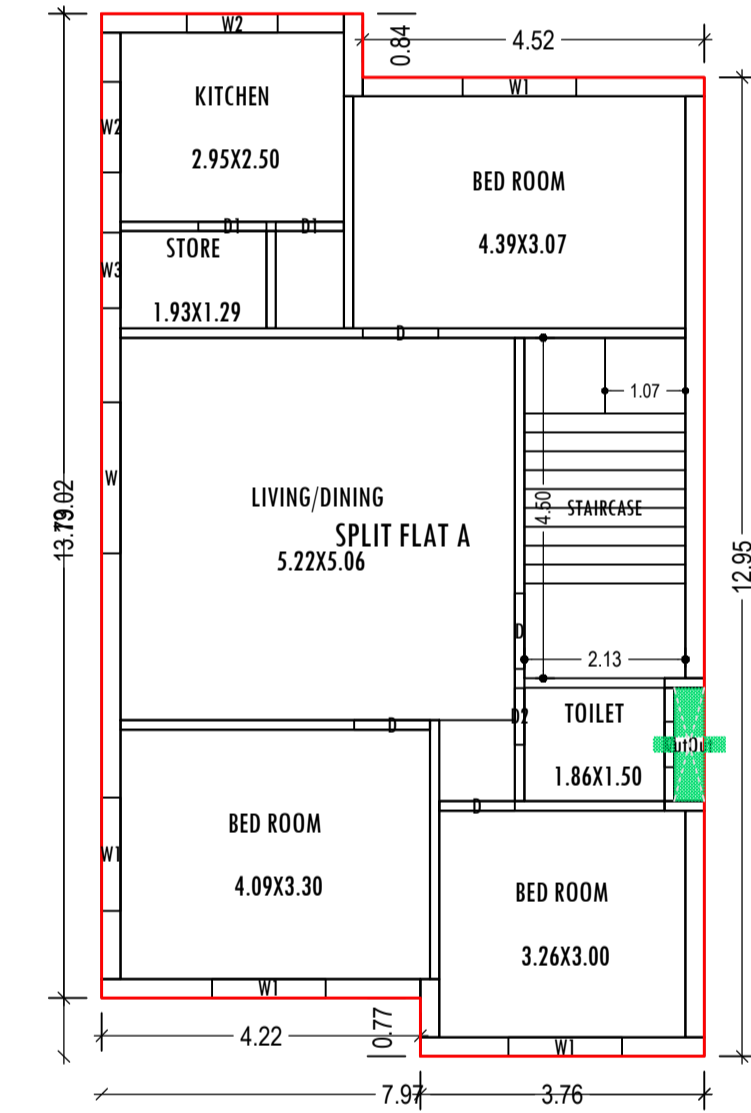 W2
0.84
4.52
W1
KITCHEN
2.95X2.50
W2
BED ROOM
4.39X3.07
D1
D1
STORE
1.93X1.29
W3
D
1.07
LIVING/DINING
5.22X5.06
SPLIT FLAT A
W
4.50
STAIRCASE
12.95
D
2.13
D2
TOILET
1.86X1.50
D
D
BED ROOM
4.09X3.30
W1
BED ROOM
3.26X3.00
W1
W1
4.22
0.77
7.97
3.76